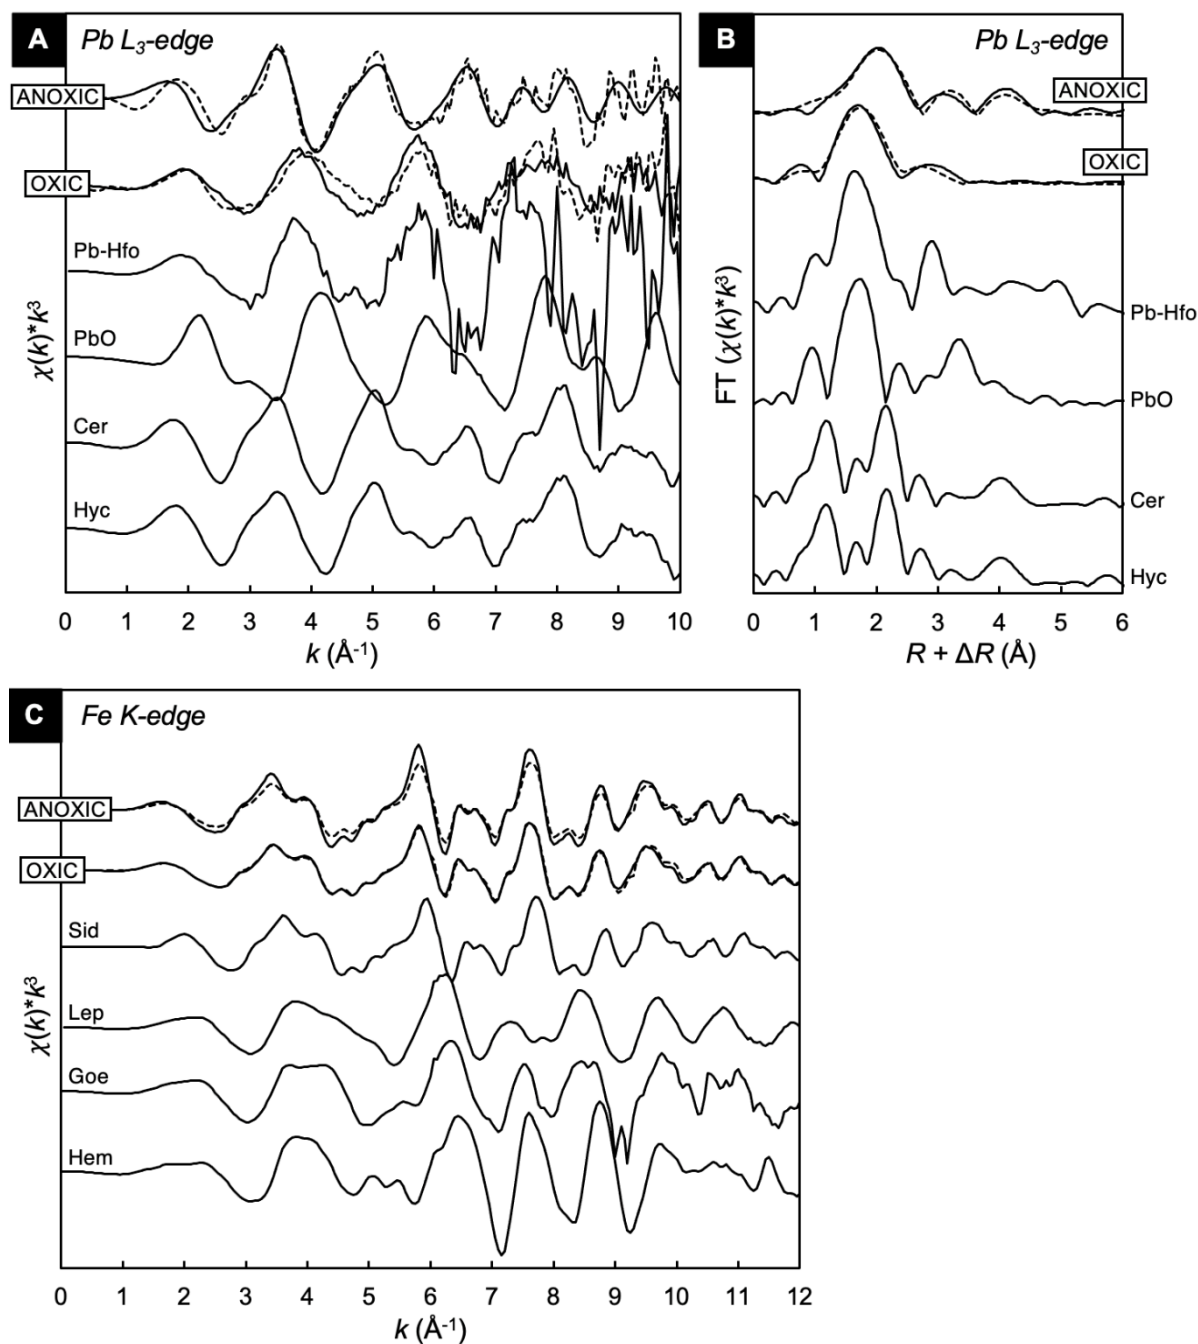 A
Pb L3-edge
ANOXIC
OXIC
Pb-Hfo
PbO
Cer
Hyc
χ(k)*k³
0 1 2 3 4 5 6 7 8 9 10
k (Å⁻¹)
B
Pb L3-edge
ANOXIC
OXIC
Pb-Hfo
PbO
Cer
Hyc
FT (χ(k)*k³)
0 1 2 3 4 5 6
R + ΔR (Å)
C
Fe K-edge
ANOXIC
OXIC
Sid
Lep
Goe
Hem
χ(k)*k³
0 1 2 3 4 5 6 7 8 9 10 11 12
k (Å⁻¹)